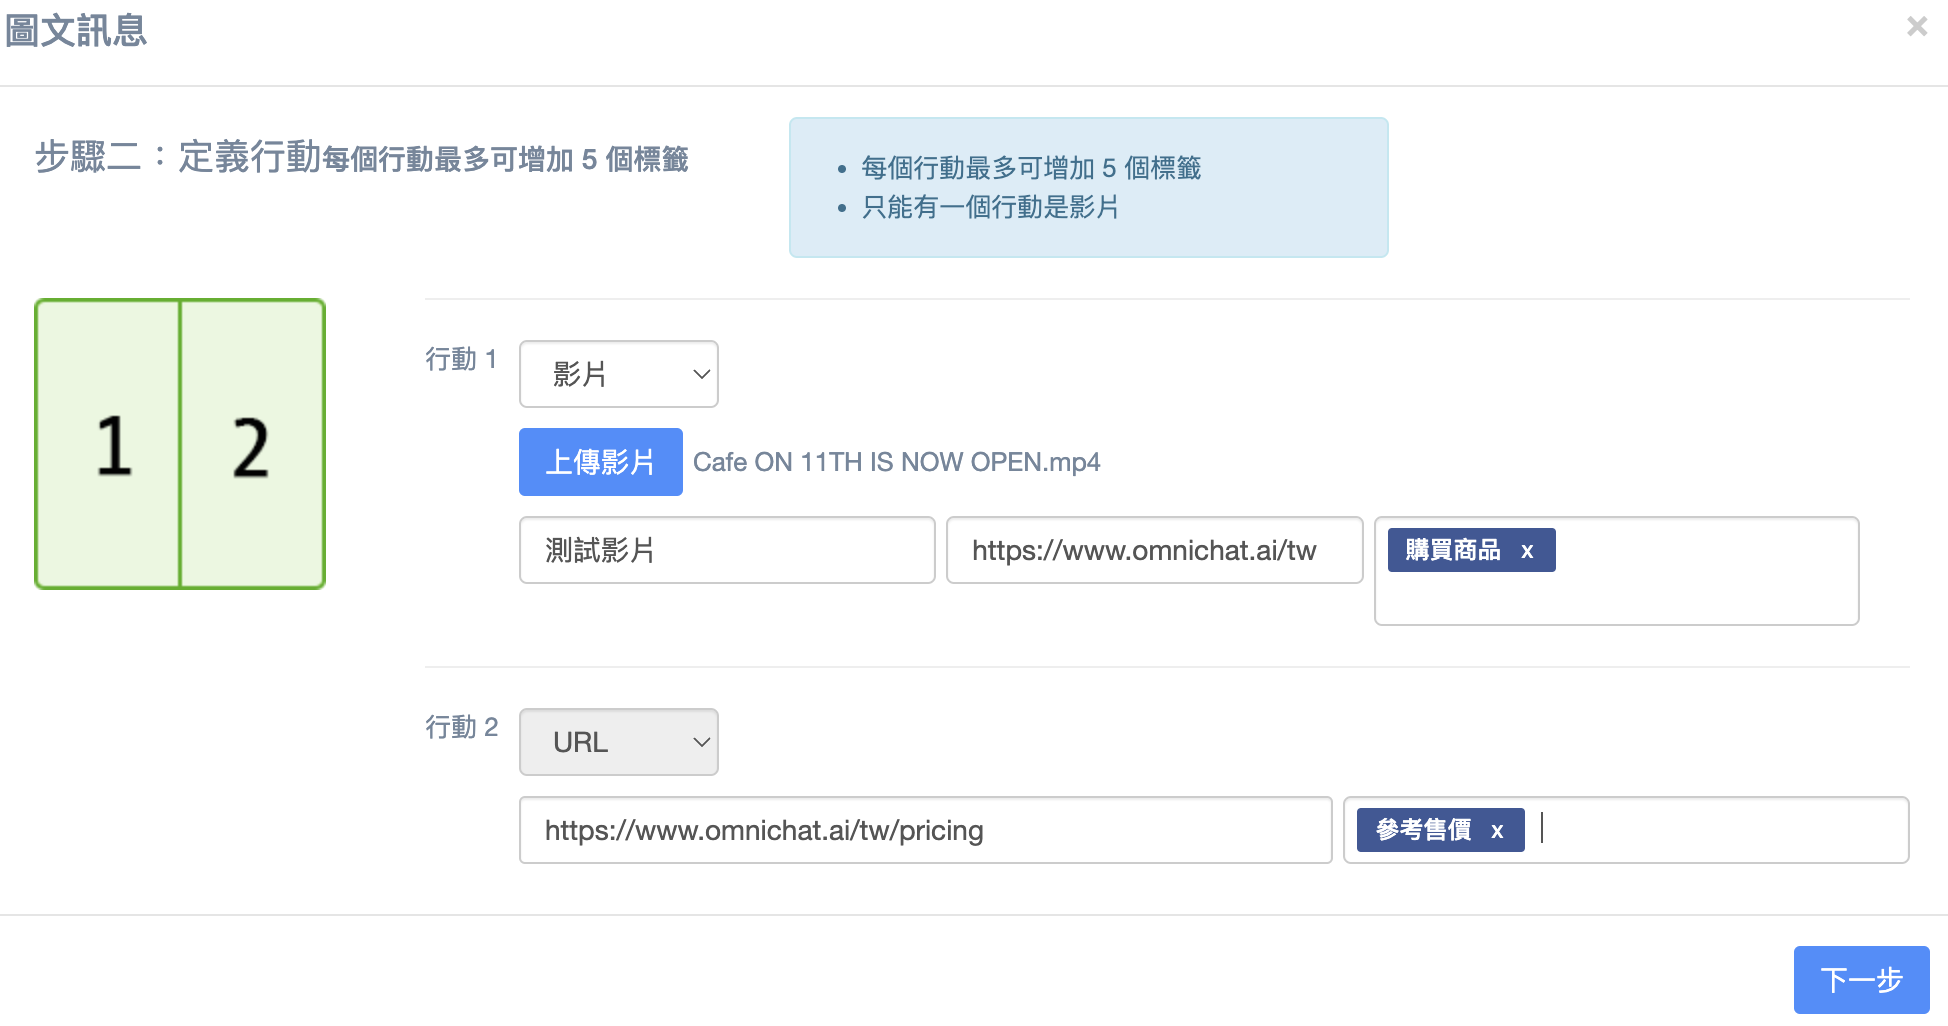 圖文訊息
×
步驟二：定義行動每個行動最多可增加 5 個標籤
• 每個行動最多可增加 5 個標籤
• 只能有一個行動是影片
1 2
行動 1 影片
上傳影片 Cafe ON 11TH IS NOW OPEN.mp4
測試影片 https://www.omnichat.ai/tw 購買商品 x
行動 2 URL
https://www.omnichat.ai/tw/pricing 參考售價 x
下一步